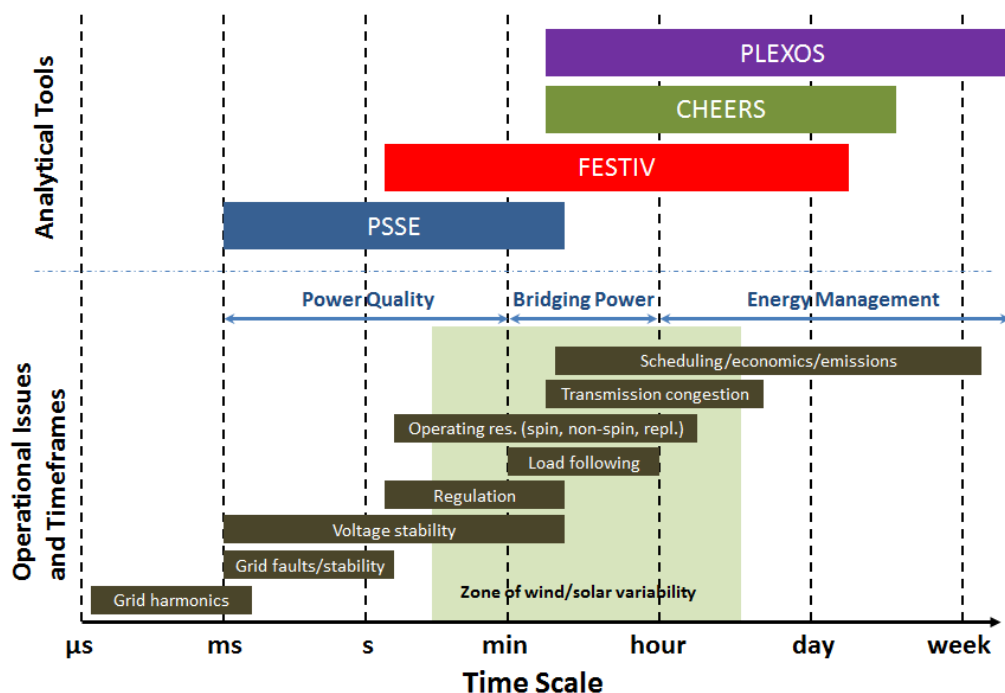 Analytical Tools
PLEXOS
CHEERS
FESTIV
PSSE
Power Quality
Bridging Power
Energy Management
Operational Issues
and Timeframes
Scheduling/economics/emissions
Transmission congestion
Operating res. (spin, non-spin, repl.)
Load following
Regulation
Voltage stability
Grid faults/stability
Zone of wind/solar variability
Grid harmonics
μs
ms
s
min
hour
day
week
Time Scale